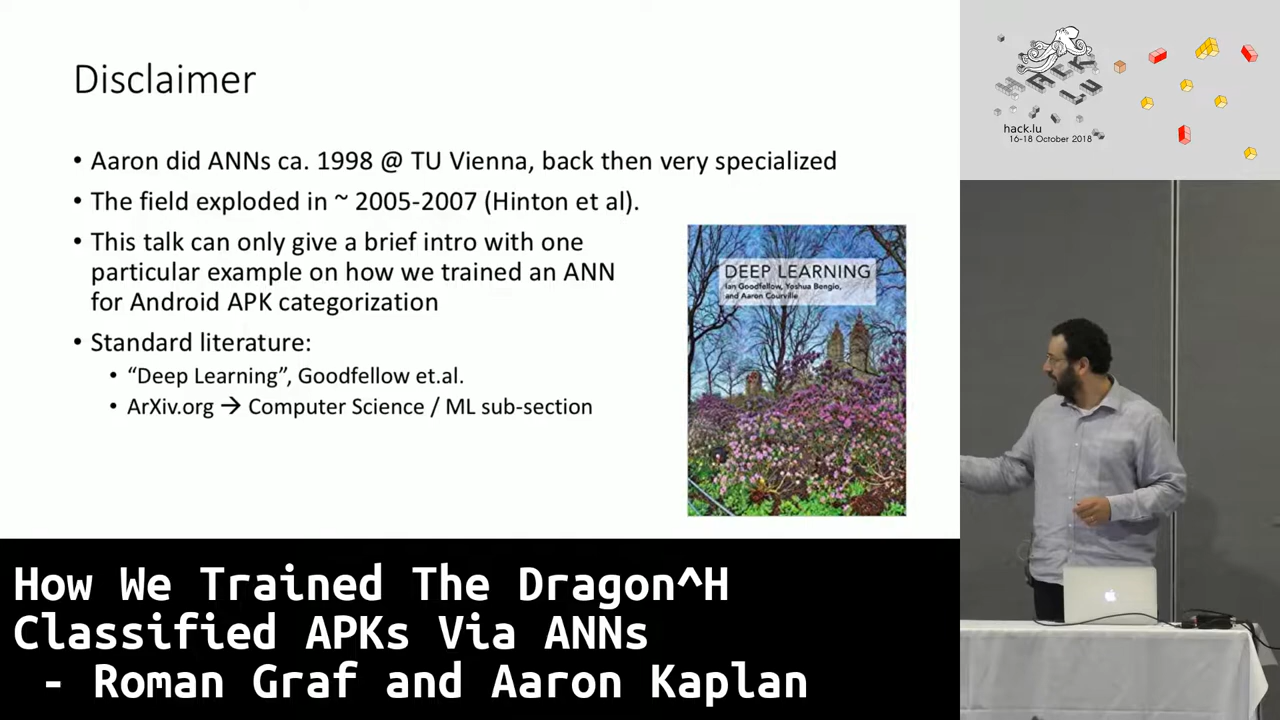 Disclaimer
• Aaron did ANNs ca. 1998 @ TU Vienna, back then very specialized
• The field exploded in ~ 2005-2007 (Hinton et al).
• This talk can only give a brief intro with one
particular example on how we trained an ANN
for Android APK categorization
• Standard literature:
• “Deep Learning”, Goodfellow et.al.
• ArXiv.org → Computer Science / ML sub-section
DEEP LEARNING
Ian Goodfellow, Yoshua Bengio,
and Aaron Courville
HACK
LU
hack.lu
16-18 October 2018
How We Trained The Dragon^H
Classified APKs Via ANNs
- Roman Graf and Aaron Kaplan